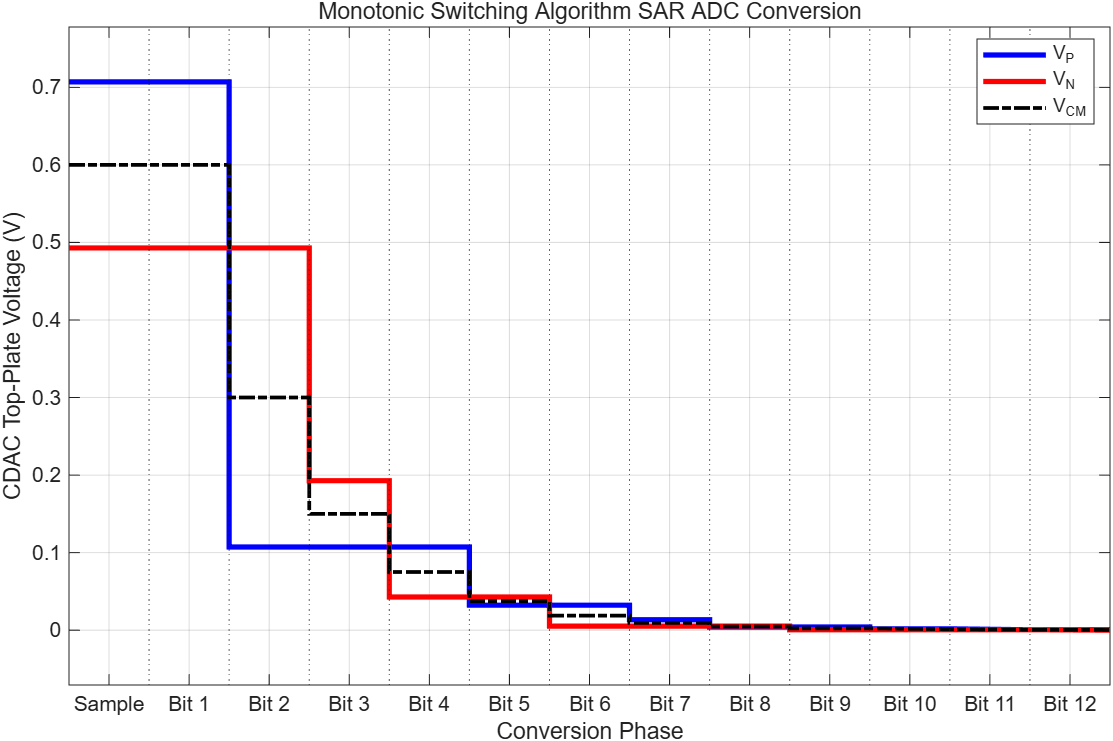 Monotonic Switching Algorithm SAR ADC Conversion
V_P
V_N
V_CM
CDAC Top-Plate Voltage (V)
0.7
0.6
0.5
0.4
0.3
0.2
0.1
0
Sample Bit 1 Bit 2 Bit 3 Bit 4 Bit 5 Bit 6 Bit 7 Bit 8 Bit 9 Bit 10 Bit 11 Bit 12
Conversion Phase